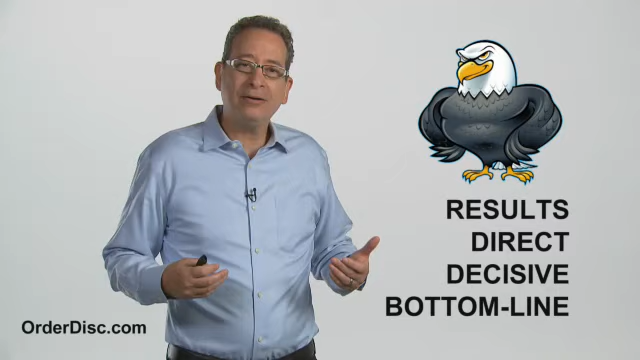 RESULTS
DIRECT
DECISIVE
BOTTOM-LINE
OrderDisc.com